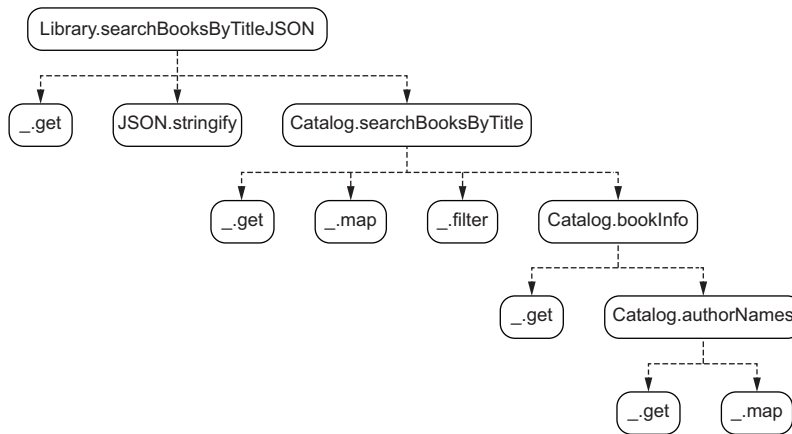 Library.searchBooksByTitleJSON
_.get
JSON.stringify
Catalog.searchBooksByTitle
_.get
_.map
_.filter
Catalog.bookInfo
_.get
Catalog.authorNames
_.get
_.map